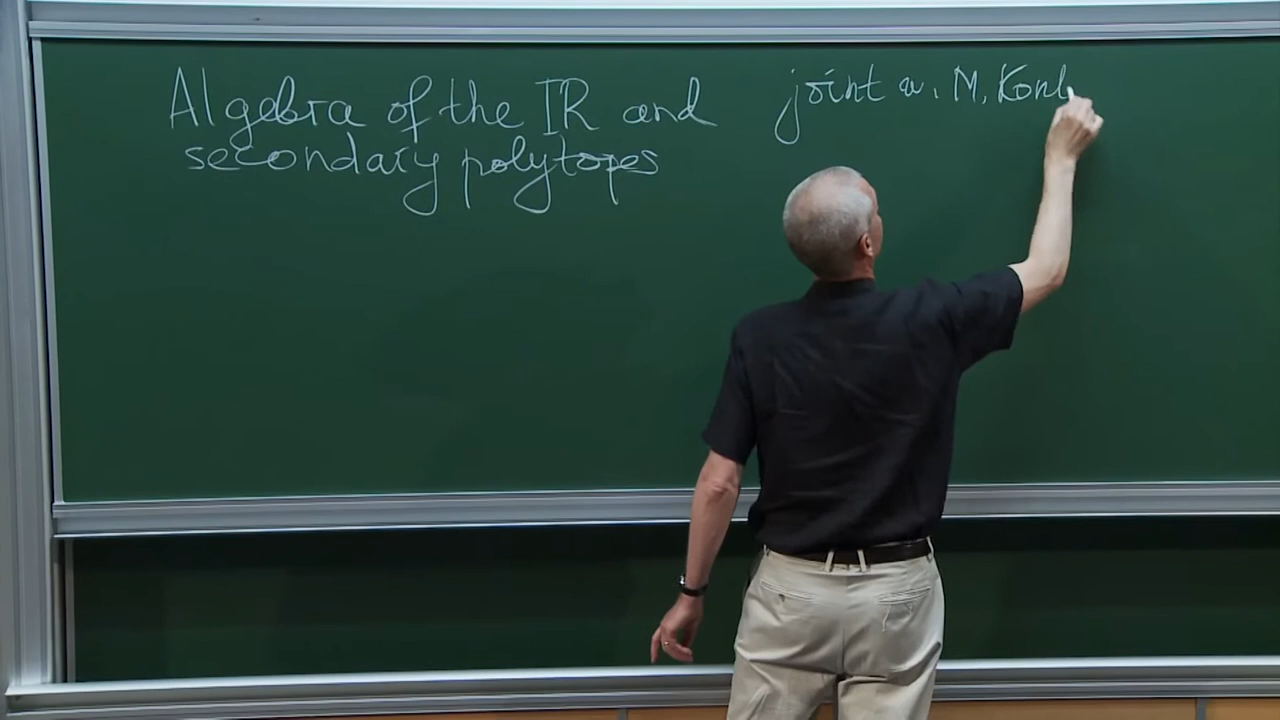 Algebra of the IR and
secondary polytopes
joint w. M. Kont